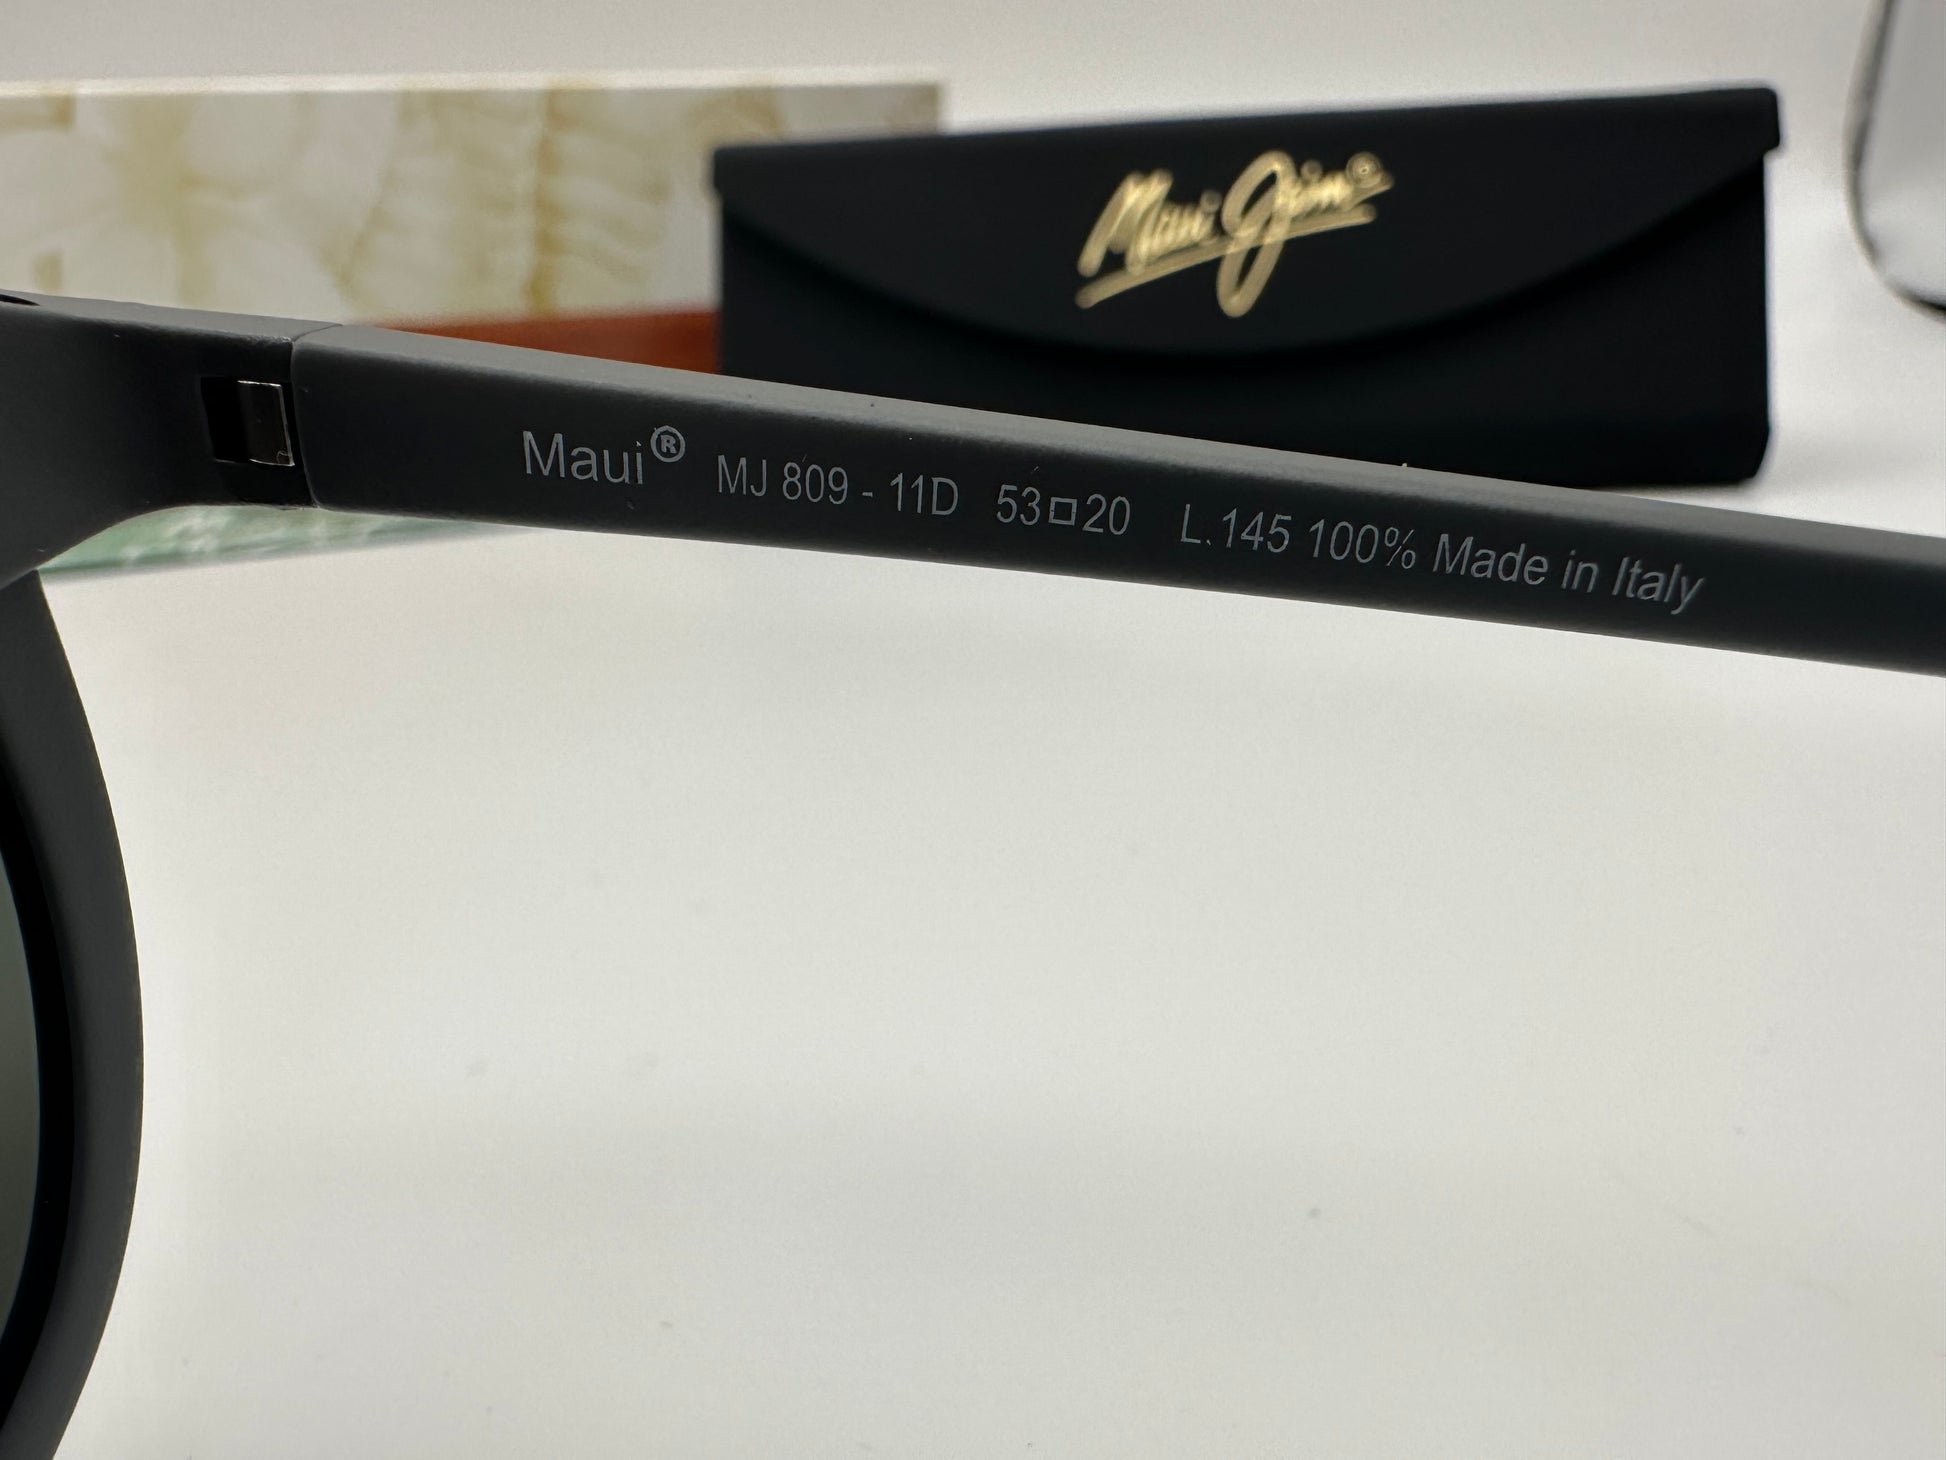 Maui Jim®
Maui® MJ 809 - 11D 53□20 L.145 100% Made in Italy